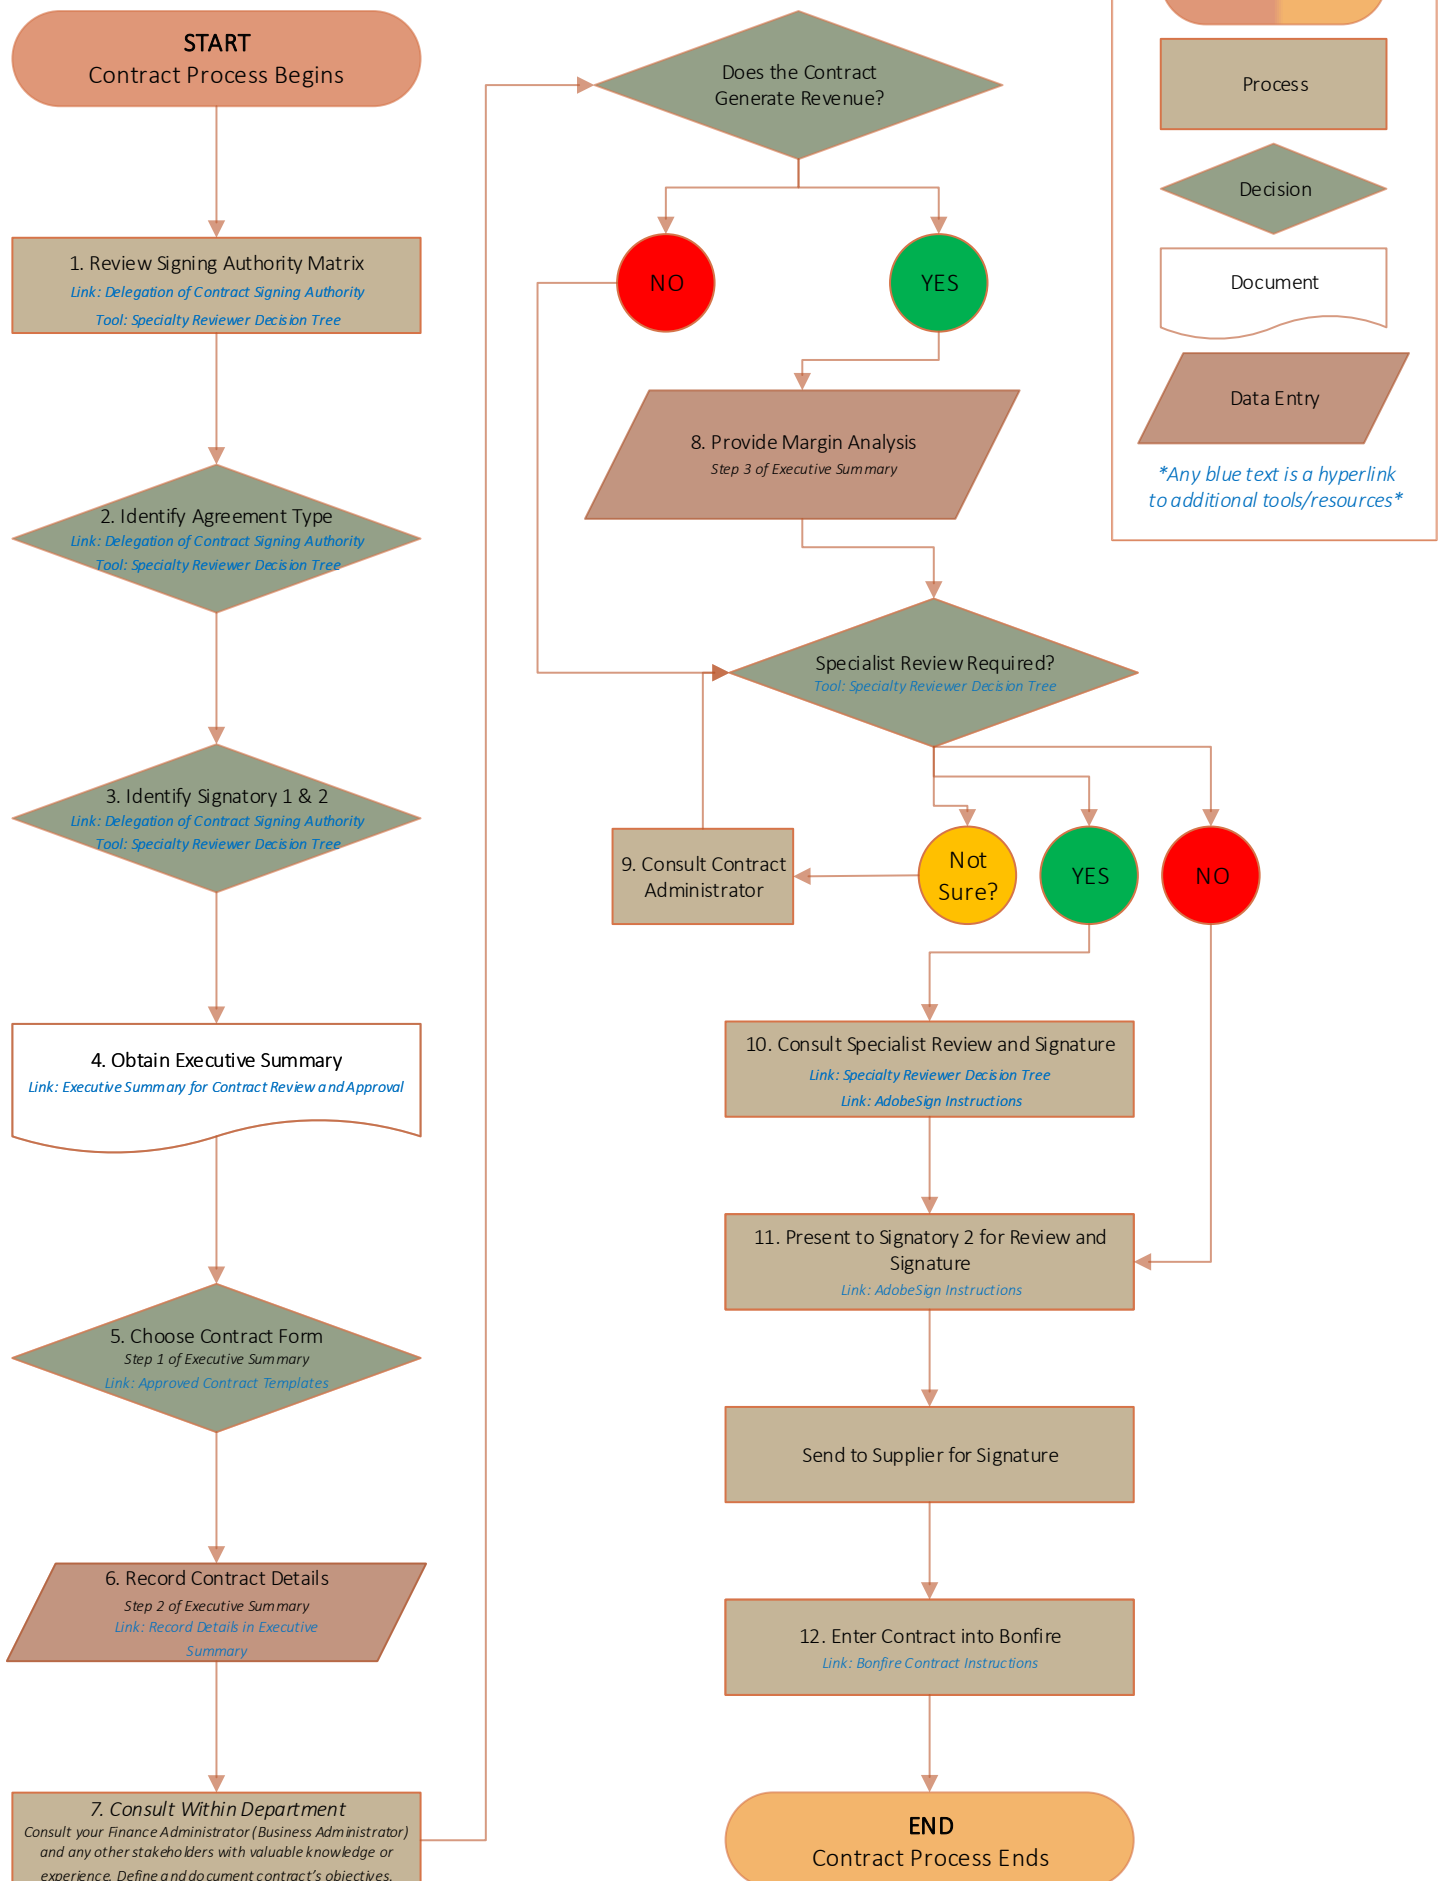 START
Contract Process Begins
1. Review Signing Authority Matrix
Link: Delegation of Contract Signing Authority
Tool: Specialty Reviewer Decision Tree
2. Identify Agreement Type
Link: Delegation of Contract Signing Authority
Tool: Specialty Reviewer Decision Tree
3. Identify Signatory 1 & 2
Link: Delegation of Contract Signing Authority
Tool: Specialty Reviewer Decision Tree
4. Obtain Executive Summary
Link: Executive Summary for Contract Review and Approval
5. Choose Contract Form
Step 1 of Executive Summary
Link: Approved Contract Templates
6. Record Contract Details
Step 2 of Executive Summary
Link: Record Details in Executive
Summary
7. Consult Within Department
Consult your Finance Administrator (Business Administrator)
and any other stakeholders with valuable knowledge or
experience. Define and document contract's objectives.
Does the Contract
Generate Revenue?
NO
YES
8. Provide Margin Analysis
Step 3 of Executive Summary
Specialist Review Required?
Tool: Specialty Reviewer Decision Tree
9. Consult Contract
Administrator
Not
Sure?
YES
NO
10. Consult Specialist Review and Signature
Link: Specialty Reviewer Decision Tree
Link: AdobeSign Instructions
11. Present to Signatory 2 for Review and
Signature
Link: AdobeSign Instructions
Send to Supplier for Signature
12. Enter Contract into Bonfire
Link: Bonfire Contract Instructions
END
Contract Process Ends
Process
Decision
Document
Data Entry
*Any blue text is a hyperlink
to additional tools/resources*